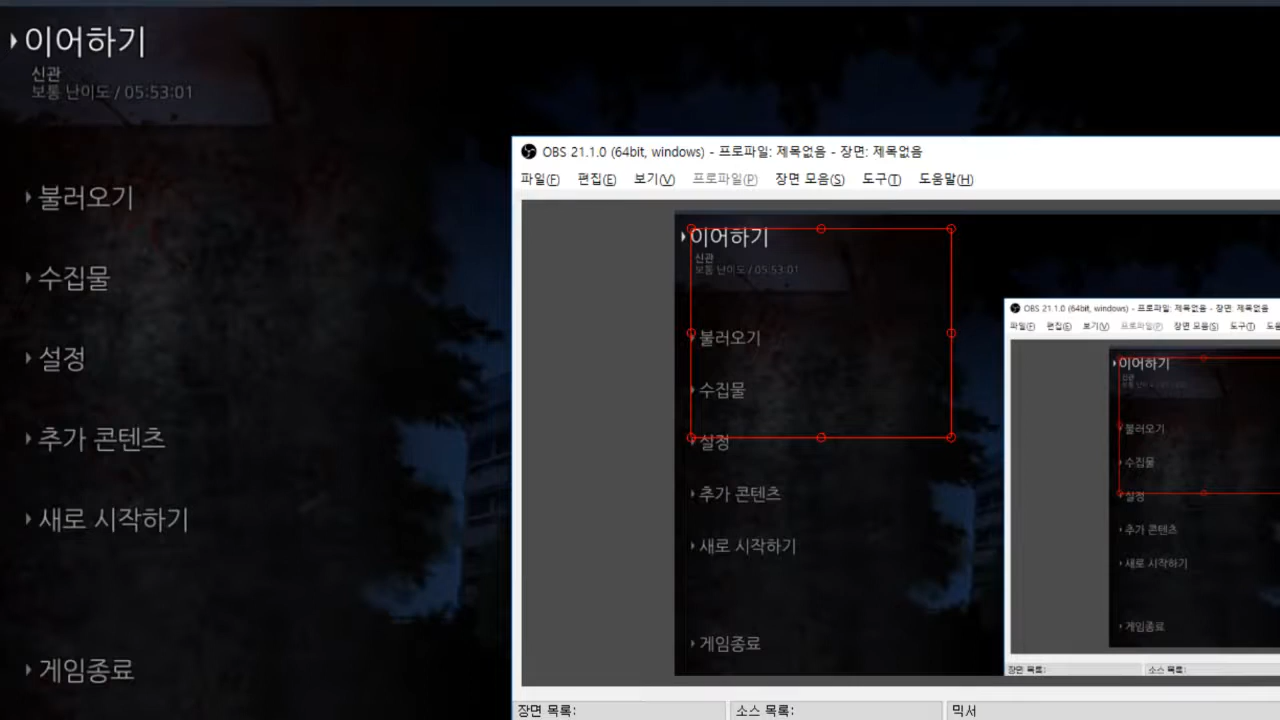 이어하기
신관
보통 난이도 / 05:53:01
불러오기
수집물
설정
추가 콘텐츠
새로 시작하기
게임종료
OBS 21.1.0 (64bit, windows) - 프로파일: 제목없음 - 장면: 제목없음
파일(F) 편집(E) 보기(V) 프로파일(P) 장면 모음(S) 도구(T) 도움말(H)
이어하기
신관
보통 난이도 / 05:53:01
불러오기
수집물
설정
추가 콘텐츠
새로 시작하기
게임종료
장면 목록: 소스 목록: 믹서
OBS 21.1.0 (64bit, windows) - 프로파일: 제목없음 - 장면: 제목없음
파일(F) 편집(E) 보기(V) 프로파일(P) 장면 모음(S) 도구(T)
이어하기
불러오기
수집물
설정
추가 콘텐츠
새로 시작하기
게임종료
장면 목록: 소스 목록: